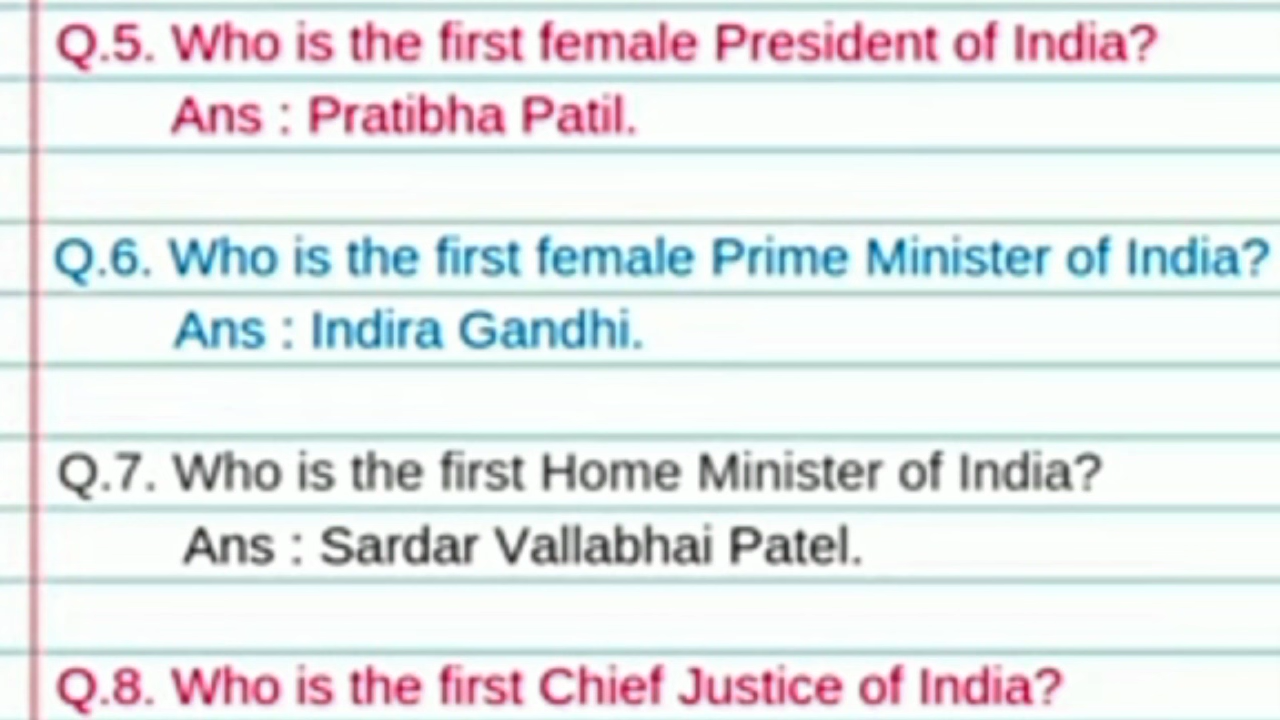 Q.5. Who is the first female President of India?
Ans : Pratibha Patil.
Q.6. Who is the first female Prime Minister of India?
Ans : Indira Gandhi.
Q.7. Who is the first Home Minister of India?
Ans : Sardar Vallabhai Patel.
Q.8. Who is the first Chief Justice of India?